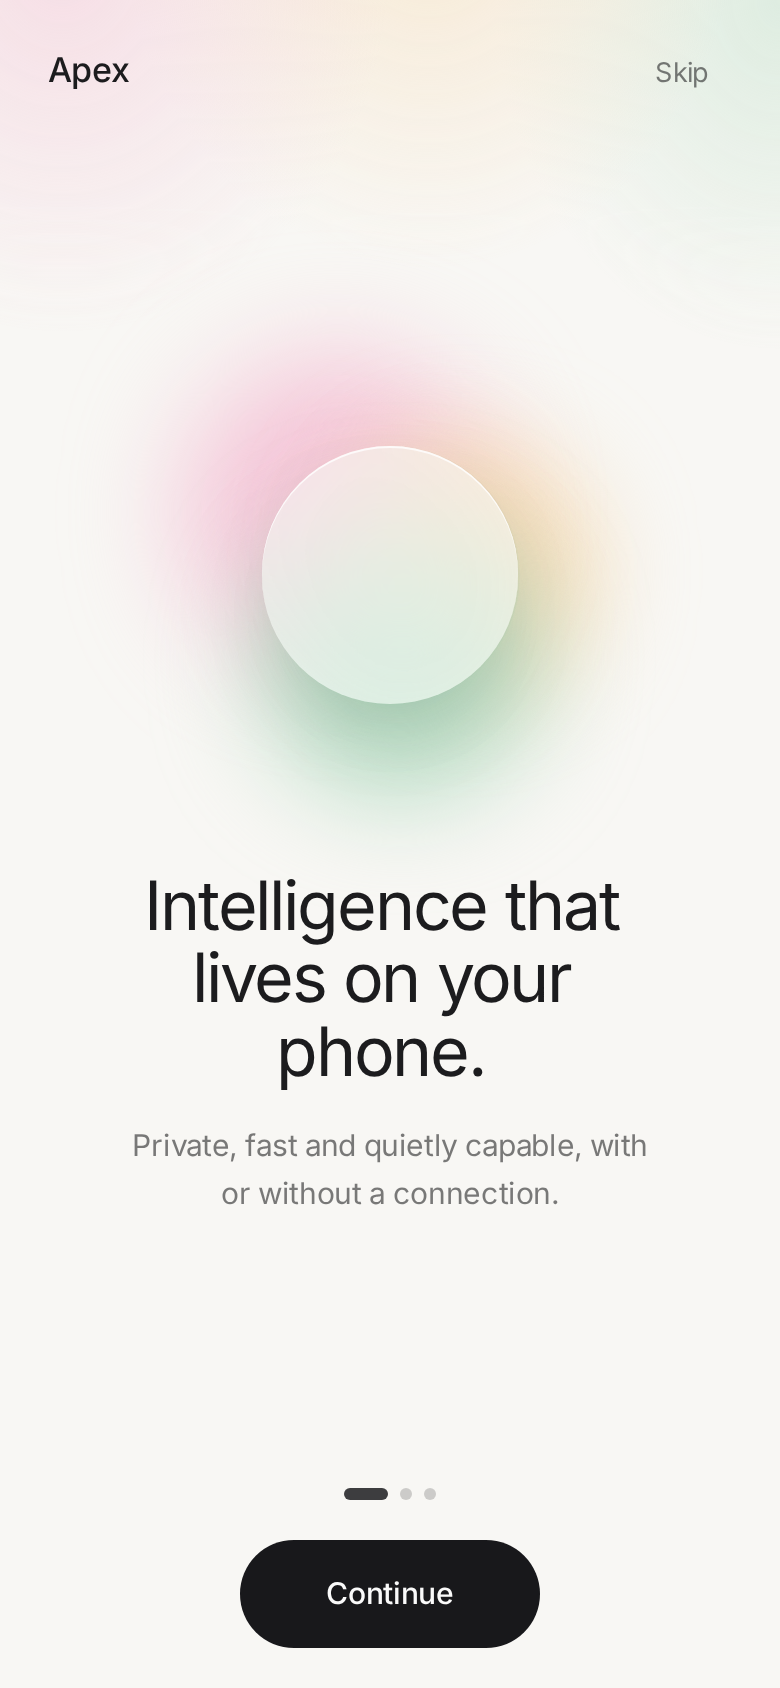 Apex
Skip
Intelligence that
lives on your
phone.
Private, fast and quietly capable, with
or without a connection.
Continue